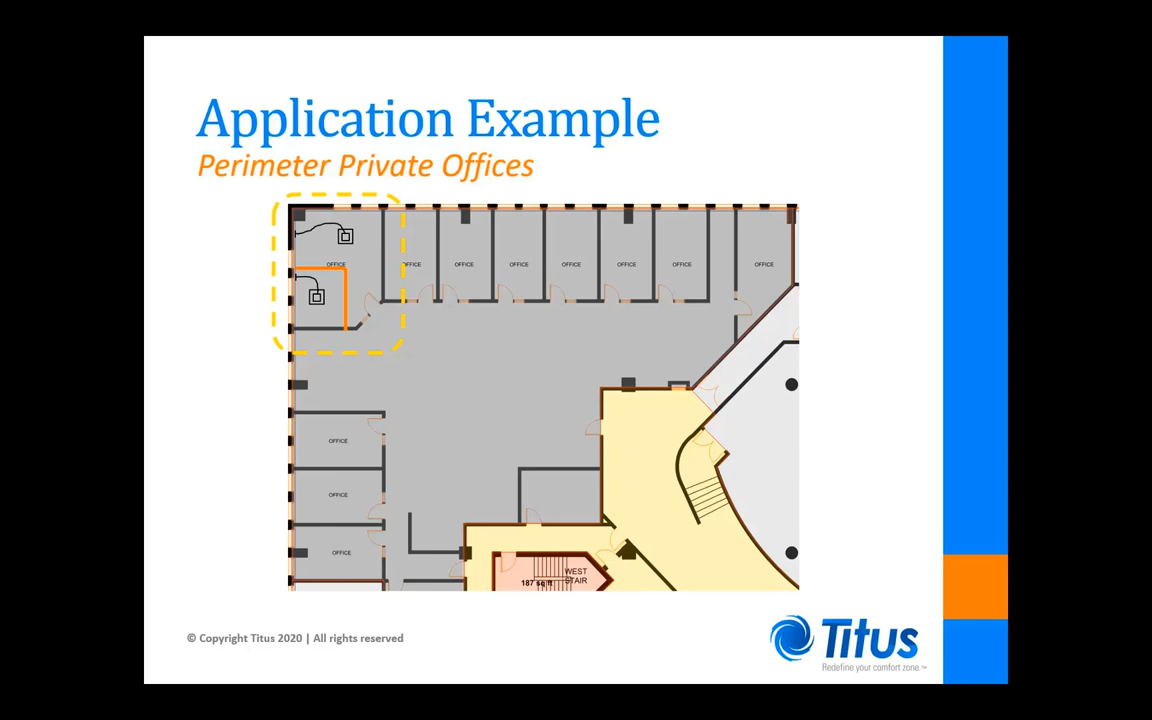 Application Example
Perimeter Private Offices
OFFICE
OFFICE
OFFICE
OFFICE
OFFICE
OFFICE
OFFICE
OFFICE
OFFICE
OFFICE
OFFICE
WEST
STAIR
187 sq ft
© Copyright Titus 2020 | All rights reserved
Titus
Redefine your comfort zone.™